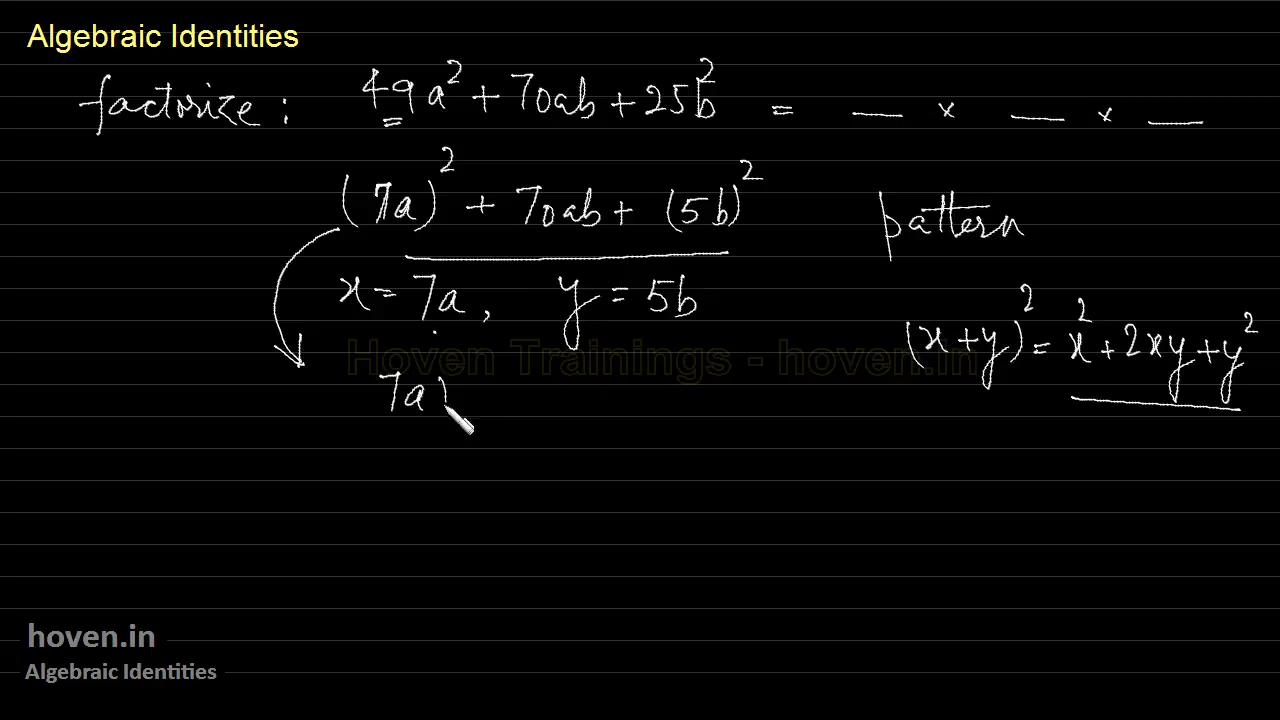 Algebraic Identities
factorize : 49a² + 70ab + 25b² = __ × __ × __
(7a)² + 70ab + (5b)²
pattern
x = 7a, y = 5b
(x+y)² = x² + 2xy + y²
Hoven Trainings - hoven.in
7a)
hoven.in
Algebraic Identities